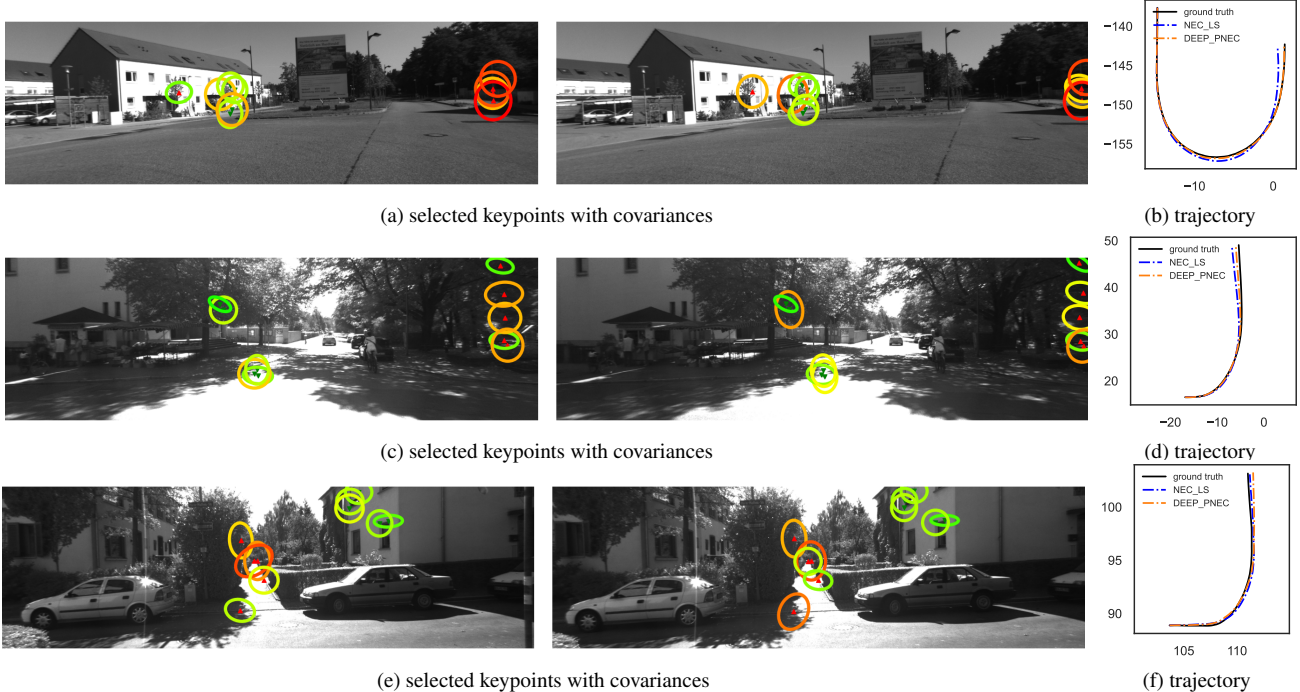 ground truth
NEC_LS
DEEP_PNEC
−140
−145
−150
−155
−10
0
(a) selected keypoints with covariances
(b) trajectory
ground truth
NEC_LS
DEEP_PNEC
50
40
30
20
−20
−10
0
(c) selected keypoints with covariances
(d) trajectory
ground truth
NEC_LS
DEEP_PNEC
100
95
90
105
110
(e) selected keypoints with covariances
(f) trajectory